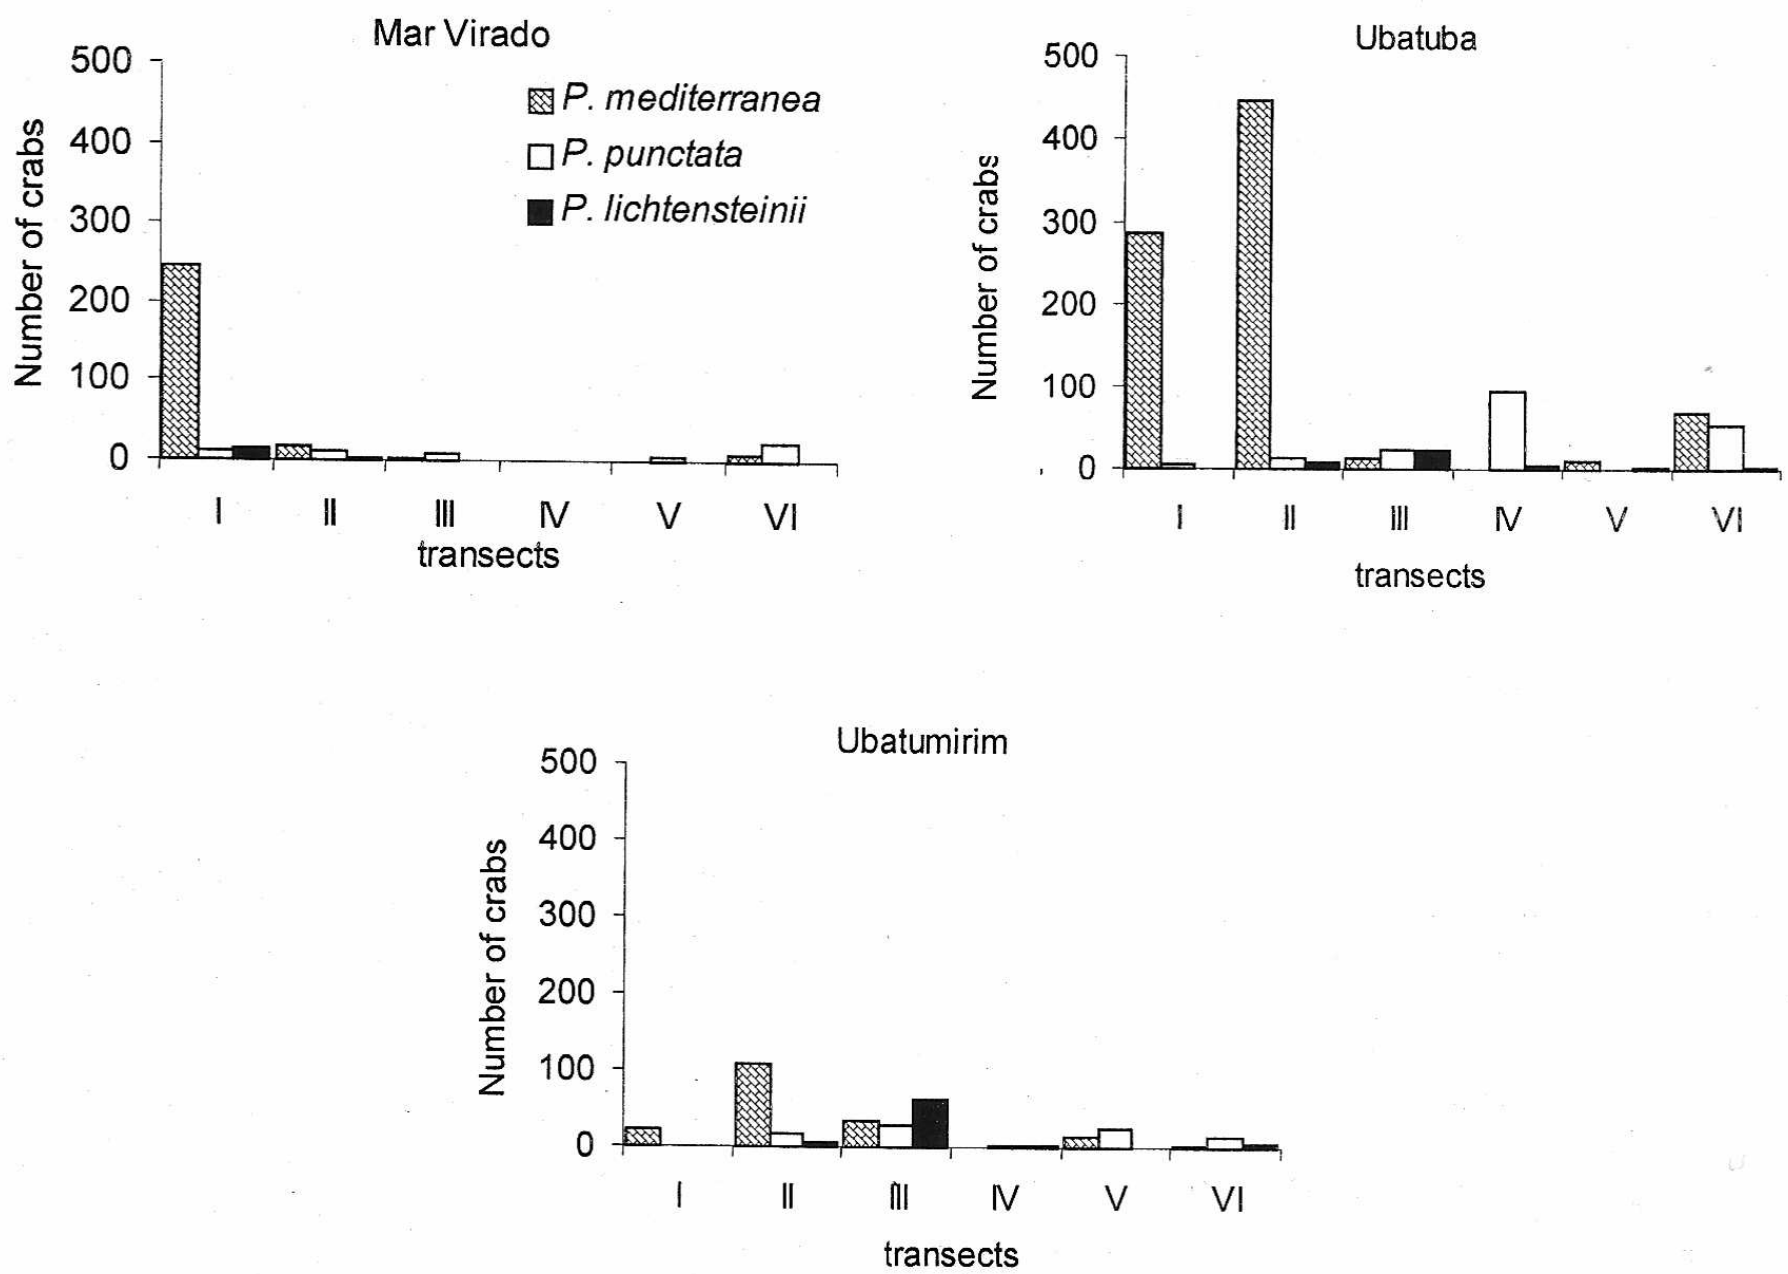 Mar Virado
500
400
300
200
100
0
Number of crabs
P. mediterranea
P. punctata
P. lichtensteinii
I II III IV V VI
transects
Ubatuba
500
400
300
200
100
0
Number of crabs
I II III IV V VI
transects
Ubatumirim
500
400
300
200
100
0
Number of crabs
I II III IV V VI
transects